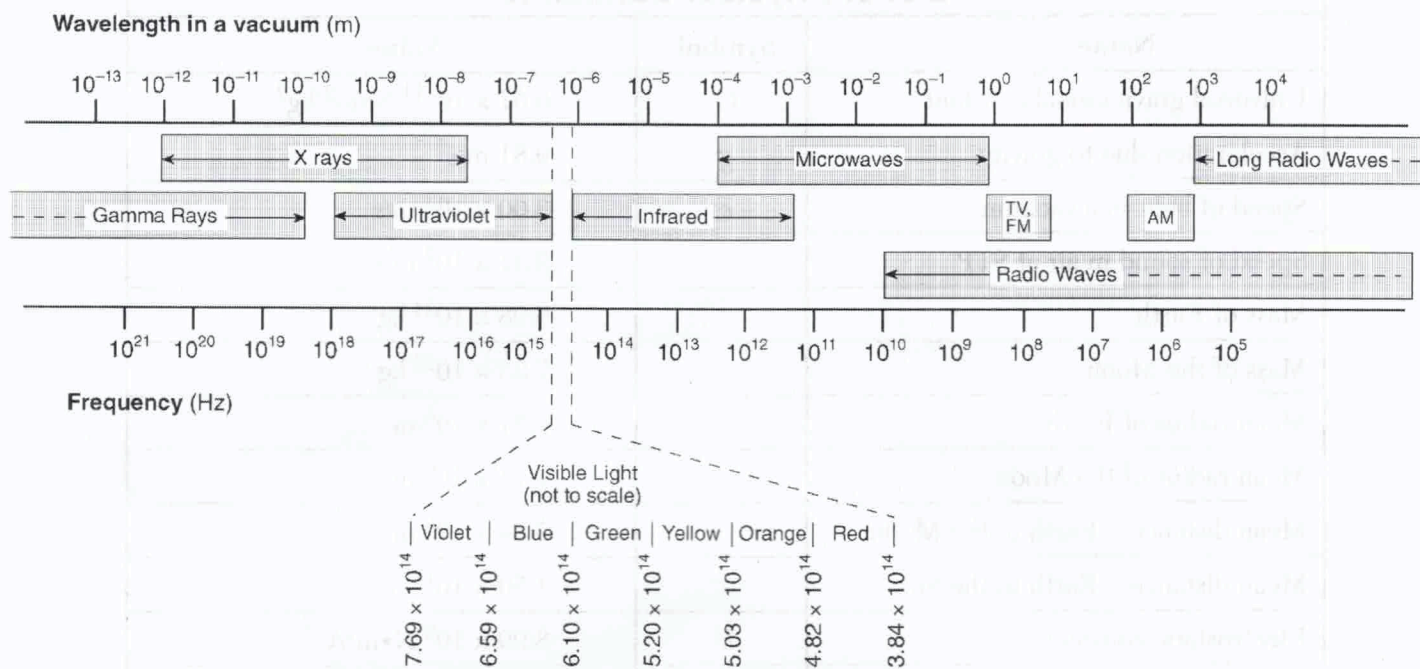 Wavelength in a vacuum (m)
10⁻¹³ 10⁻¹² 10⁻¹¹ 10⁻¹⁰ 10⁻⁹ 10⁻⁸ 10⁻⁷ 10⁻⁶ 10⁻⁵ 10⁻⁴ 10⁻³ 10⁻² 10⁻¹ 10⁰ 10¹ 10² 10³ 10⁴
X rays Microwaves Long Radio Waves
Gamma Rays Ultraviolet Infrared TV, AM
FM
Radio Waves
10²¹ 10²⁰ 10¹⁹ 10¹⁸ 10¹⁷ 10¹⁶ 10¹⁵ 10¹⁴ 10¹³ 10¹² 10¹¹ 10¹⁰ 10⁹ 10⁸ 10⁷ 10⁶ 10⁵
Frequency (Hz)
Visible Light
(not to scale)
Violet Blue Green Yellow Orange Red
7.69 × 10¹⁴
6.59 × 10¹⁴
6.10 × 10¹⁴
5.20 × 10¹⁴
5.03 × 10¹⁴
4.82 × 10¹⁴
3.84 × 10¹⁴